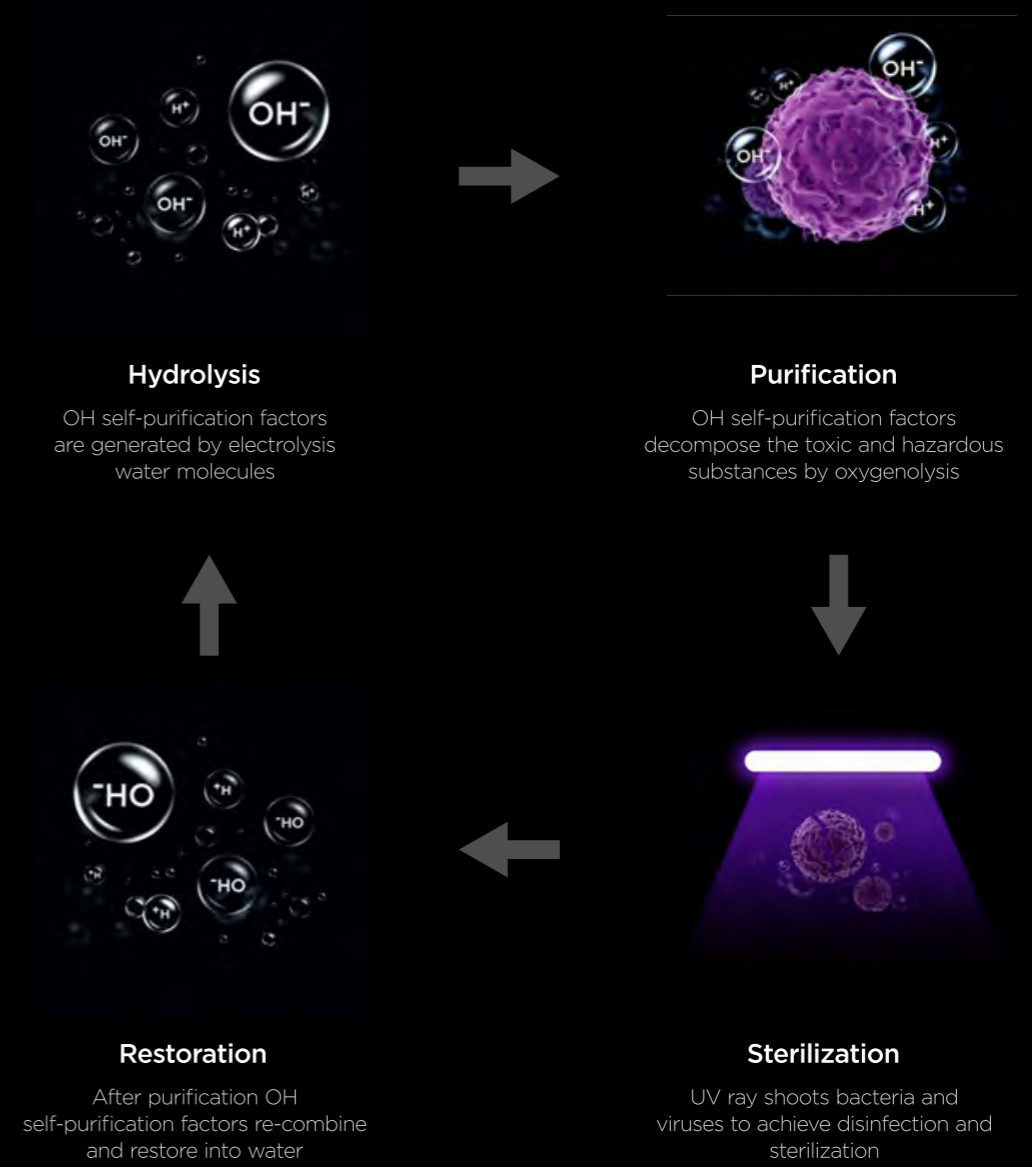 OH⁻
H⁺
OH⁻
OH⁻
H⁺
H⁺
Hydrolysis
OH self-purification factors
are generated by electrolysis
water molecules
OH⁻
H⁺
H⁺
OH⁻
H⁺
H⁺
Purification
OH self-purification factors
decompose the toxic and hazardous
substances by oxygenolysis
Sterilization
UV ray shoots bacteria and
viruses to achieve disinfection and
sterilization
⁻HO
⁺H
⁻HO
⁺H
⁻HO
⁺H
Restoration
After purification OH
self-purification factors re-combine
and restore into water